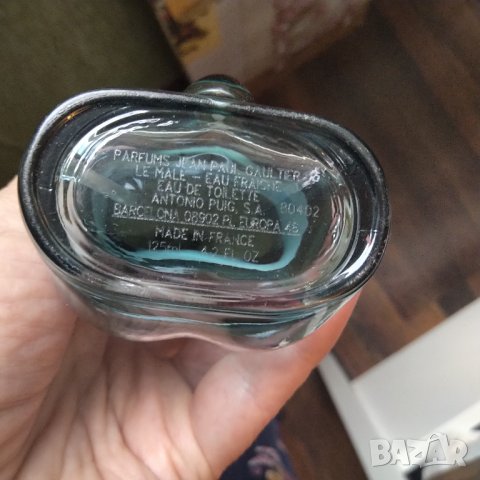 PARFUMS JEAN PAUL GAULTIER
LE MALE - EAU FRAICHE
EAU DE TOILETTE
ANTONIO PUIG, S.A. 80402
BARCELONA 08902 PL. EUROPA 46
MADE IN FRANCE
125ml 4.2 FL OZ
BAZAR